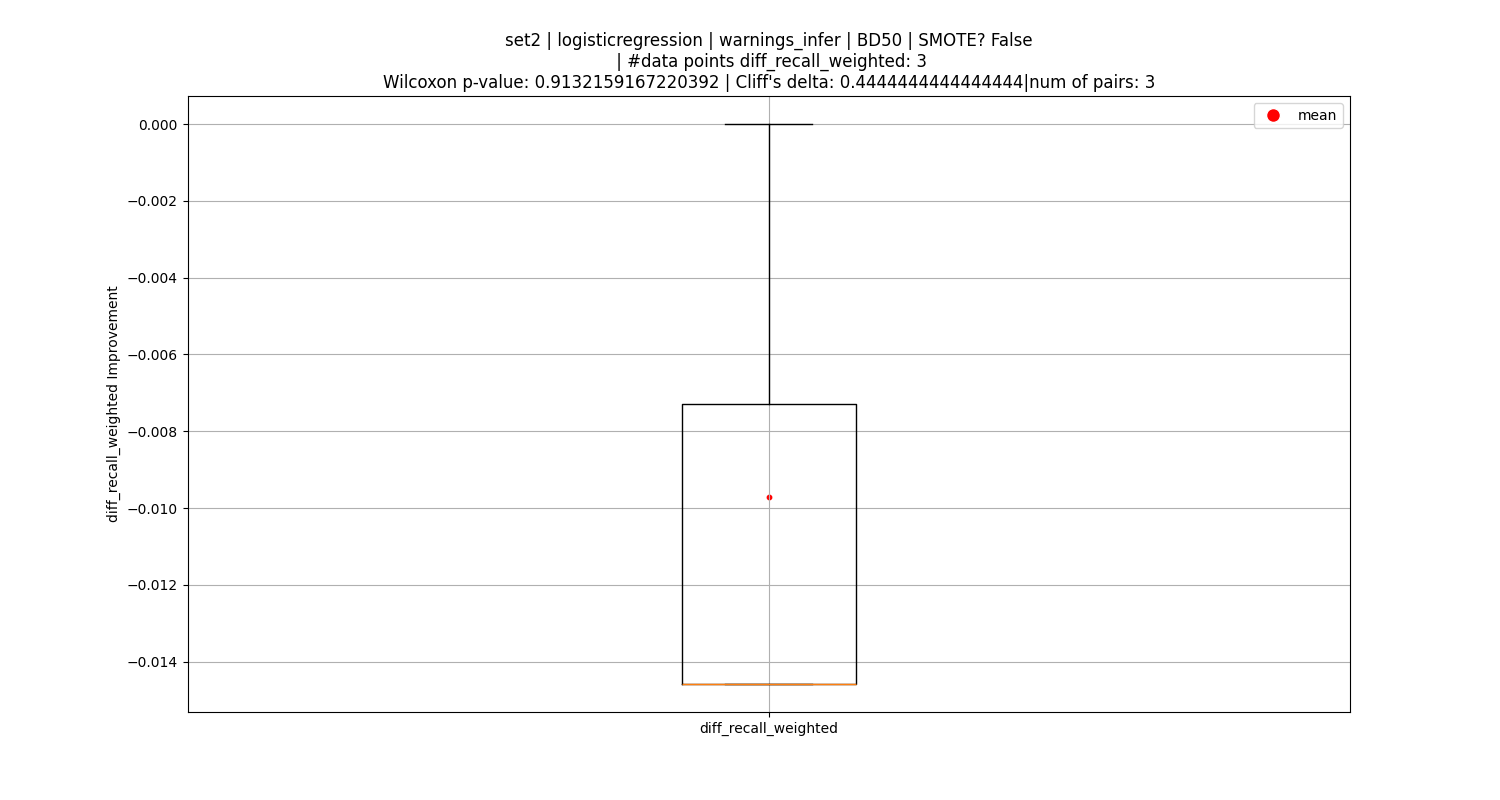 set2 | logisticregression | warnings_infer | BD50 | SMOTE? False
| #data points diff_recall_weighted: 3
Wilcoxon p-value: 0.9132159167220392 | Cliff's delta: 0.4444444444444444|num of pairs: 3
mean
0.000
−0.002
−0.004
−0.006
−0.008
−0.010
−0.012
−0.014
diff_recall_weighted Improvement
diff_recall_weighted